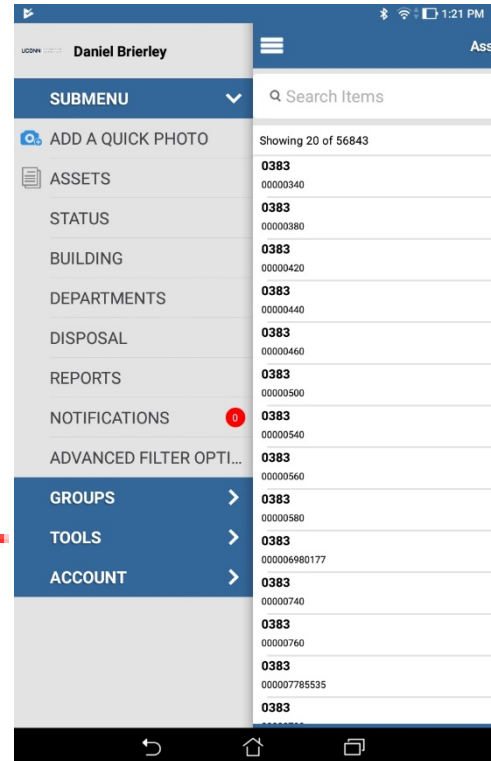 1:21 PM
UCONN
Daniel Brierley
SUBMENU
ADD A QUICK PHOTO
ASSETS
STATUS
BUILDING
DEPARTMENTS
DISPOSAL
REPORTS
NOTIFICATIONS 0
ADVANCED FILTER OPTI...
GROUPS
TOOLS
ACCOUNT
Ass
Search Items
Showing 20 of 56843
0383
00000340
0383
00000380
0383
00000420
0383
00000440
0383
00000460
0383
00000500
0383
00000540
0383
00000560
0383
00000580
0383
000006980177
0383
00000740
0383
00000760
0383
000007785535
0383